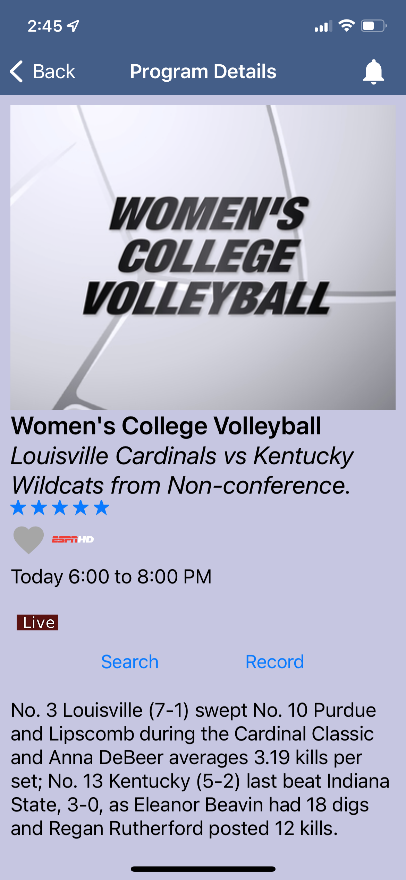 2:45
Back
Program Details
WOMEN'S
COLLEGE
VOLLEYBALL
Women's College Volleyball
Louisville Cardinals vs Kentucky
Wildcats from Non-conference.
ESPN HD
Today 6:00 to 8:00 PM
Live
Search
Record
No. 3 Louisville (7-1) swept No. 10 Purdue
and Lipscomb during the Cardinal Classic
and Anna DeBeer averages 3.19 kills per
set; No. 13 Kentucky (5-2) last beat Indiana
State, 3-0, as Eleanor Beavin had 18 digs
and Regan Rutherford posted 12 kills.